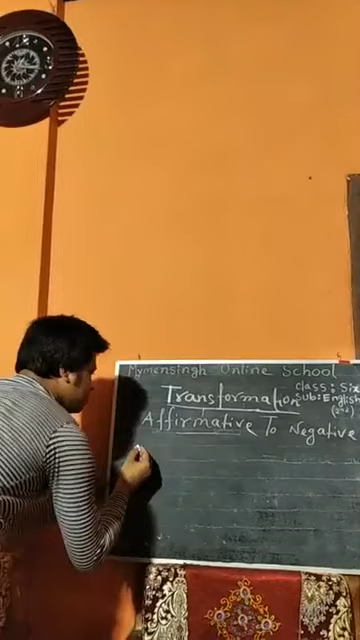 Mymensingh Online School
Class : Six
Sub: English
(2nd)
Transformation
Affirmative To Negative